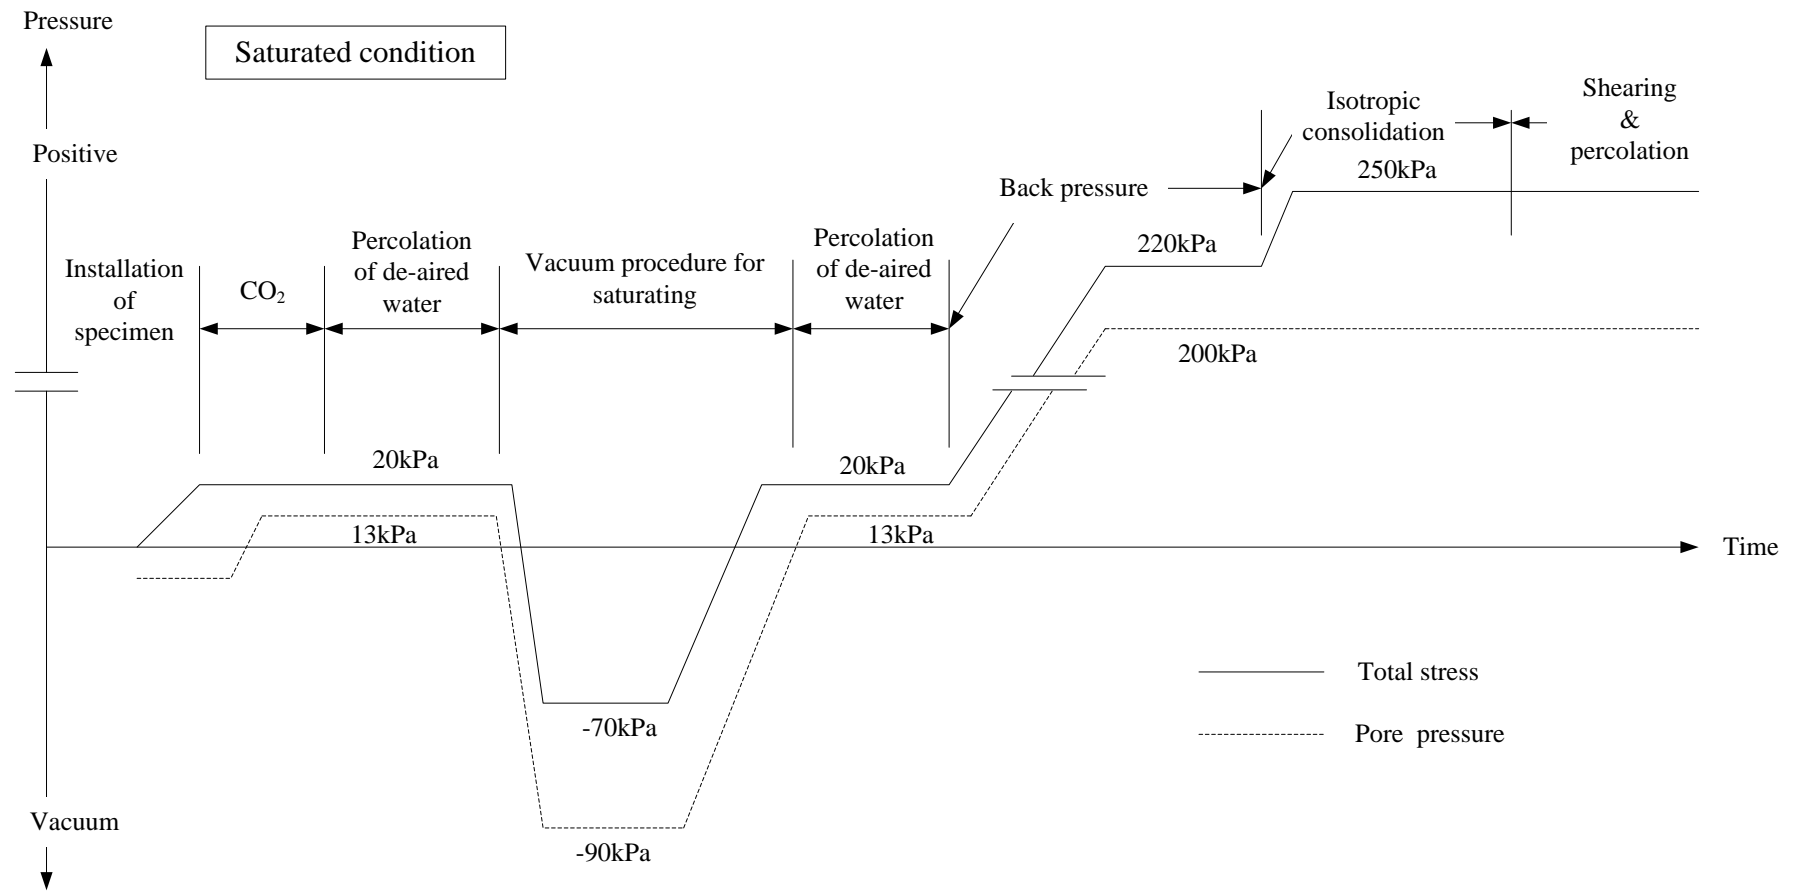 Pressure
Saturated condition
Positive
Installation
of
specimen
CO₂
Percolation
of de-aired
water
Vacuum procedure for
saturating
Percolation
of de-aired
water
Back pressure
Isotropic
consolidation
Shearing
&
percolation
250kPa
220kPa
200kPa
20kPa
20kPa
13kPa
13kPa
Time
-70kPa
-90kPa
Total stress
Pore pressure
Vacuum